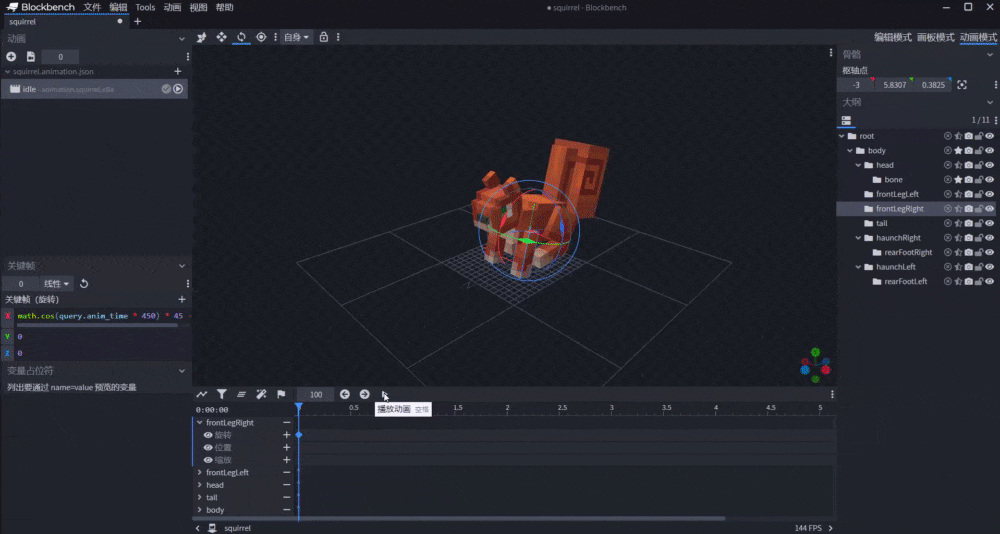 Blockbench 文件 编辑 Tools 动画 视图 帮助
squirrel - Blockbench
squirrel
动画
自身
编辑模式 画板模式 动画模式
0
squirrel.animation.json
idle - animation.squirrel.idle
骨骼
枢轴点
-3 5.8307 0.3825
大纲
1 / 11
root
body
head
bone
frontLegLeft
frontLegRight
tail
haunchRight
rearFootRight
haunchLeft
rearFootLeft
关键帧
0 线性
关键帧（旋转）
X math.cos(query.anim_time * 450) * 45
Y 0
Z 0
变量占位符
列出要通过 name=value 预览的变量
100
播放动画 空格
0:00:00 0.5 1.5 2 2.5 3 3.5 4 4.5 5
frontLegRight
旋转
位置
缩放
frontLegLeft
head
tail
body
squirrel
144 FPS